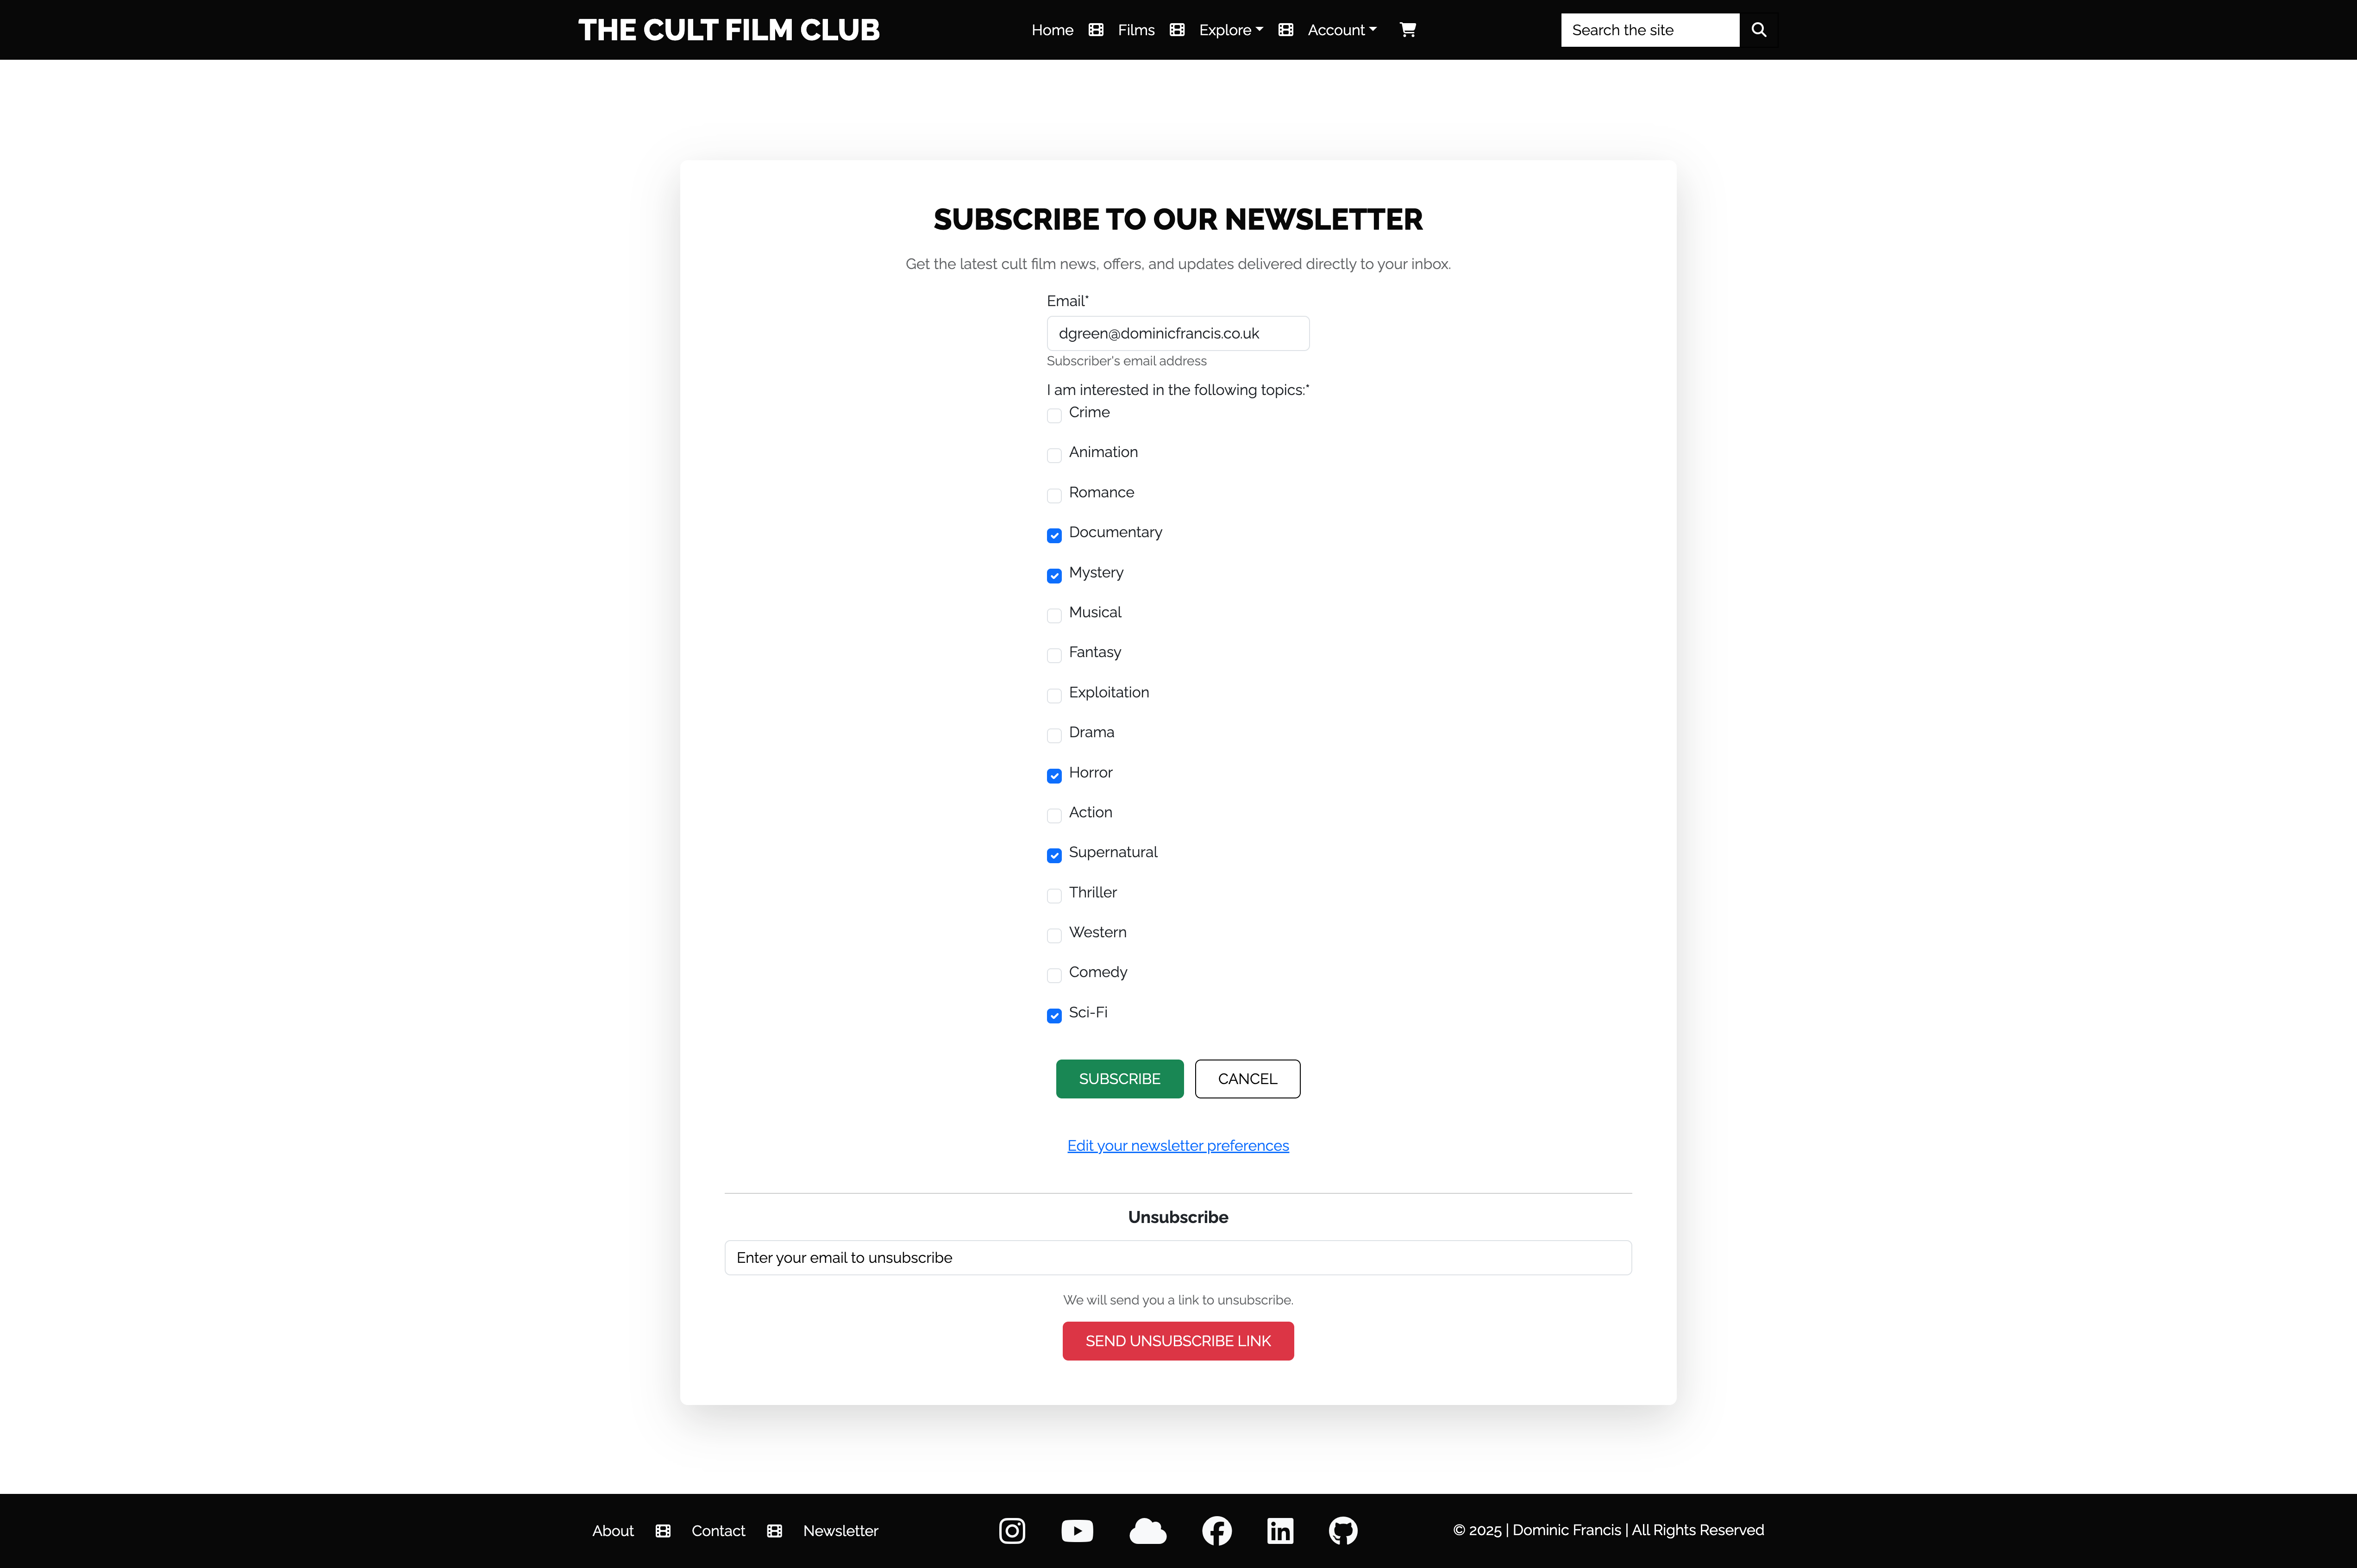 THE CULT FILM CLUB
Home Films Explore Account
Search the site
SUBSCRIBE TO OUR NEWSLETTER
Get the latest cult film news, offers, and updates delivered directly to your inbox.
Email*
dgreen@dominicfrancis.co.uk
Subscriber's email address
I am interested in the following topics:*
Crime
Animation
Romance
Documentary
Mystery
Musical
Fantasy
Exploitation
Drama
Horror
Action
Supernatural
Thriller
Western
Comedy
Sci-Fi
SUBSCRIBE CANCEL
Edit your newsletter preferences
Unsubscribe
Enter your email to unsubscribe
We will send you a link to unsubscribe.
SEND UNSUBSCRIBE LINK
About Contact Newsletter
© 2025 | Dominic Francis | All Rights Reserved